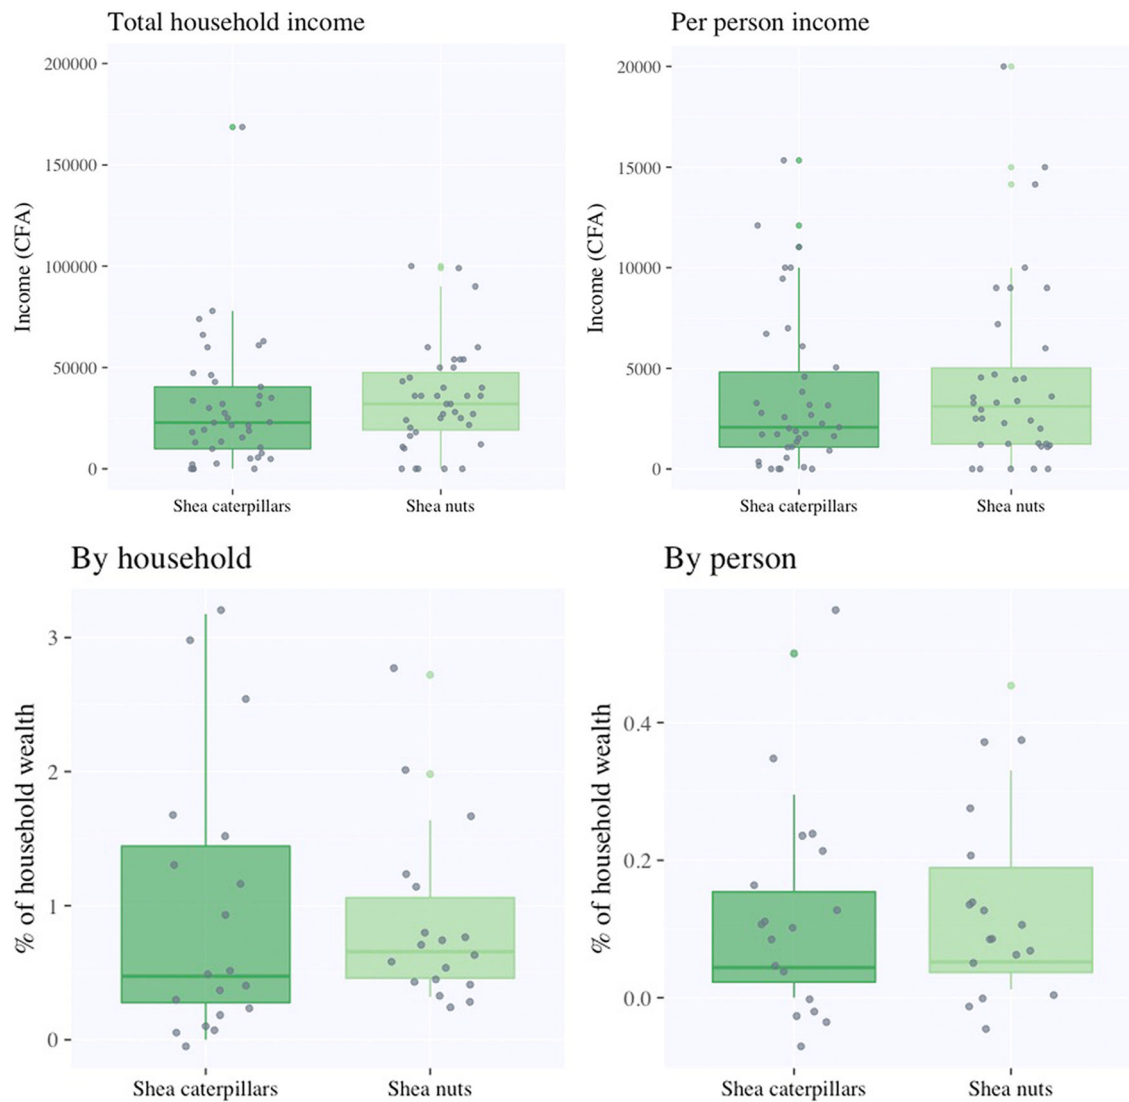 Total household income
Per person income
Income (CFA)
200000
150000
100000
50000
0
Shea caterpillars
Shea nuts
Income (CFA)
20000
15000
10000
5000
0
Shea caterpillars
Shea nuts
By household
By person
% of household wealth
3
2
1
0
Shea caterpillars
Shea nuts
% of household wealth
0.4
0.2
0.0
Shea caterpillars
Shea nuts